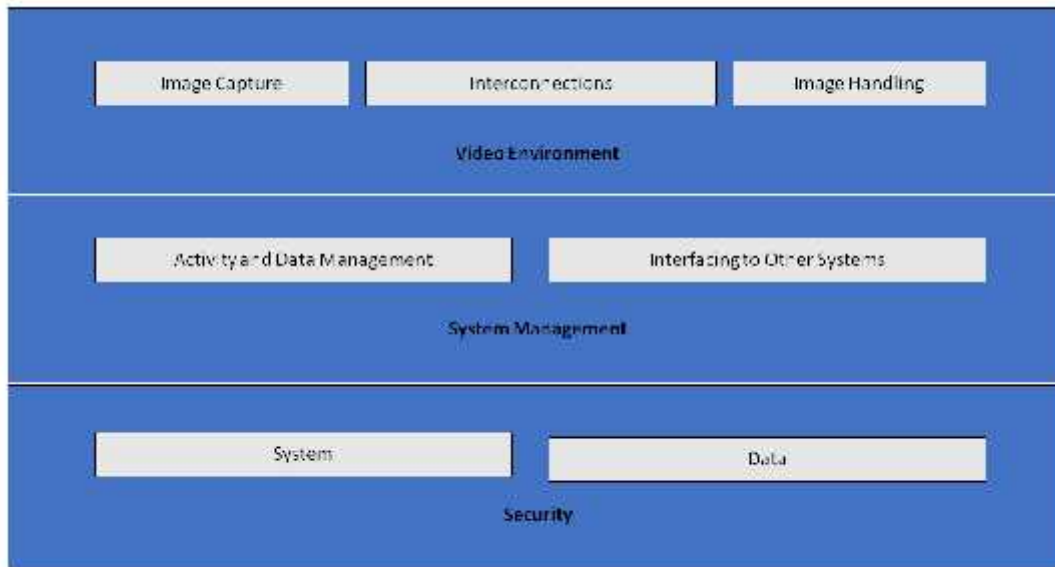 Image Capture
Interconnections
Image Handling
Video Environment
Activity and Data Management
Interfacing to Other Systems
System Management
System
Data
Security